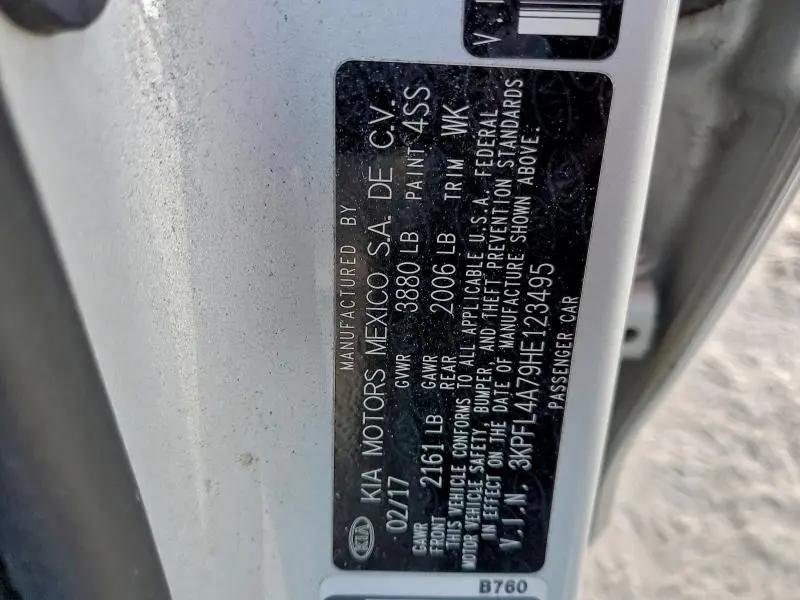 V.I
KIA
MANUFACTURED BY
KIA MOTORS MEXICO S.A. DE C.V.
02/17 GVWR 3880 LB PAINT 4SS
GAWR FRONT 2161 LB GAWR REAR 2006 LB TRIM WK
THIS VEHICLE CONFORMS TO ALL APPLICABLE U.S.A. FEDERAL
MOTOR VEHICLE SAFETY, BUMPER, AND THEFT PREVENTION STANDARDS
IN EFFECT ON THE DATE OF MANUFACTURE SHOWN ABOVE.
V.I.N. 3KPFL4A79HE123495
PASSENGER CAR
B760